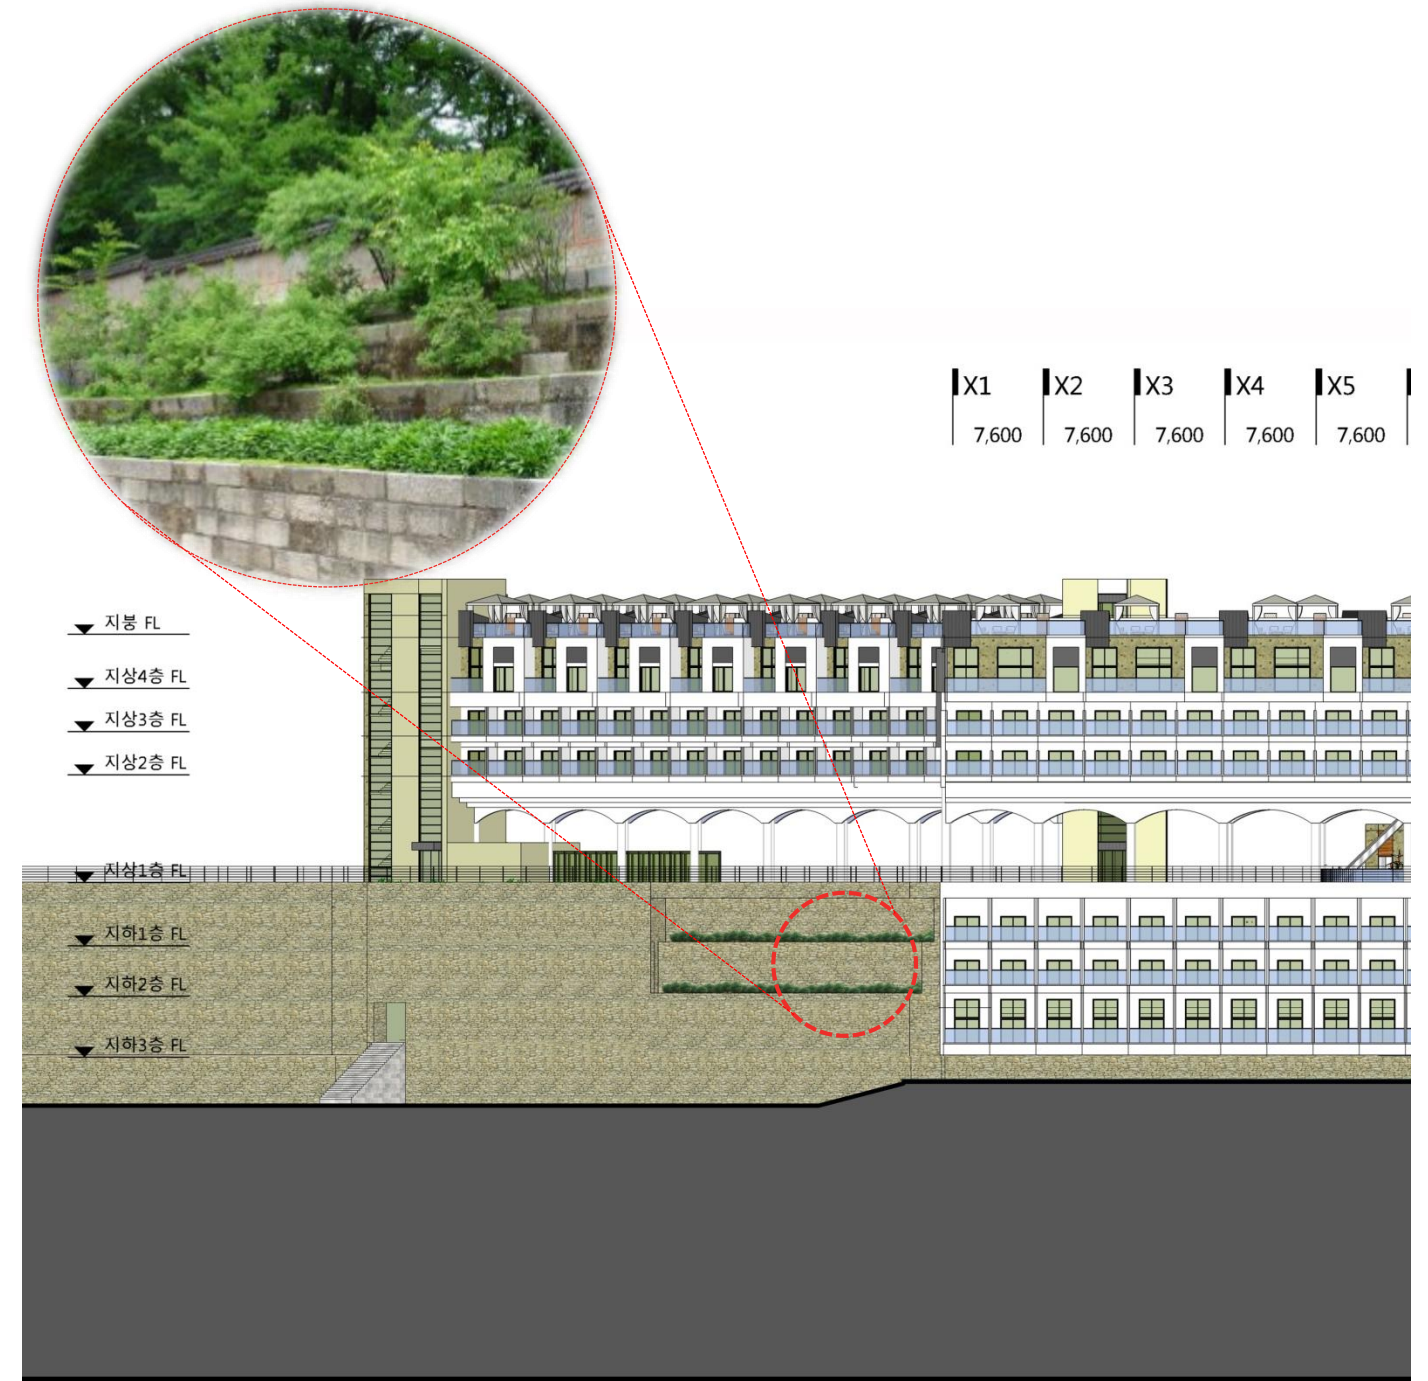 X1 X2 X3 X4 X5
7,600 7,600 7,600 7,600 7,600
지붕 FL
지상4층 FL
지상3층 FL
지상2층 FL
지상1층 FL
지하1층 FL
지하2층 FL
지하3층 FL